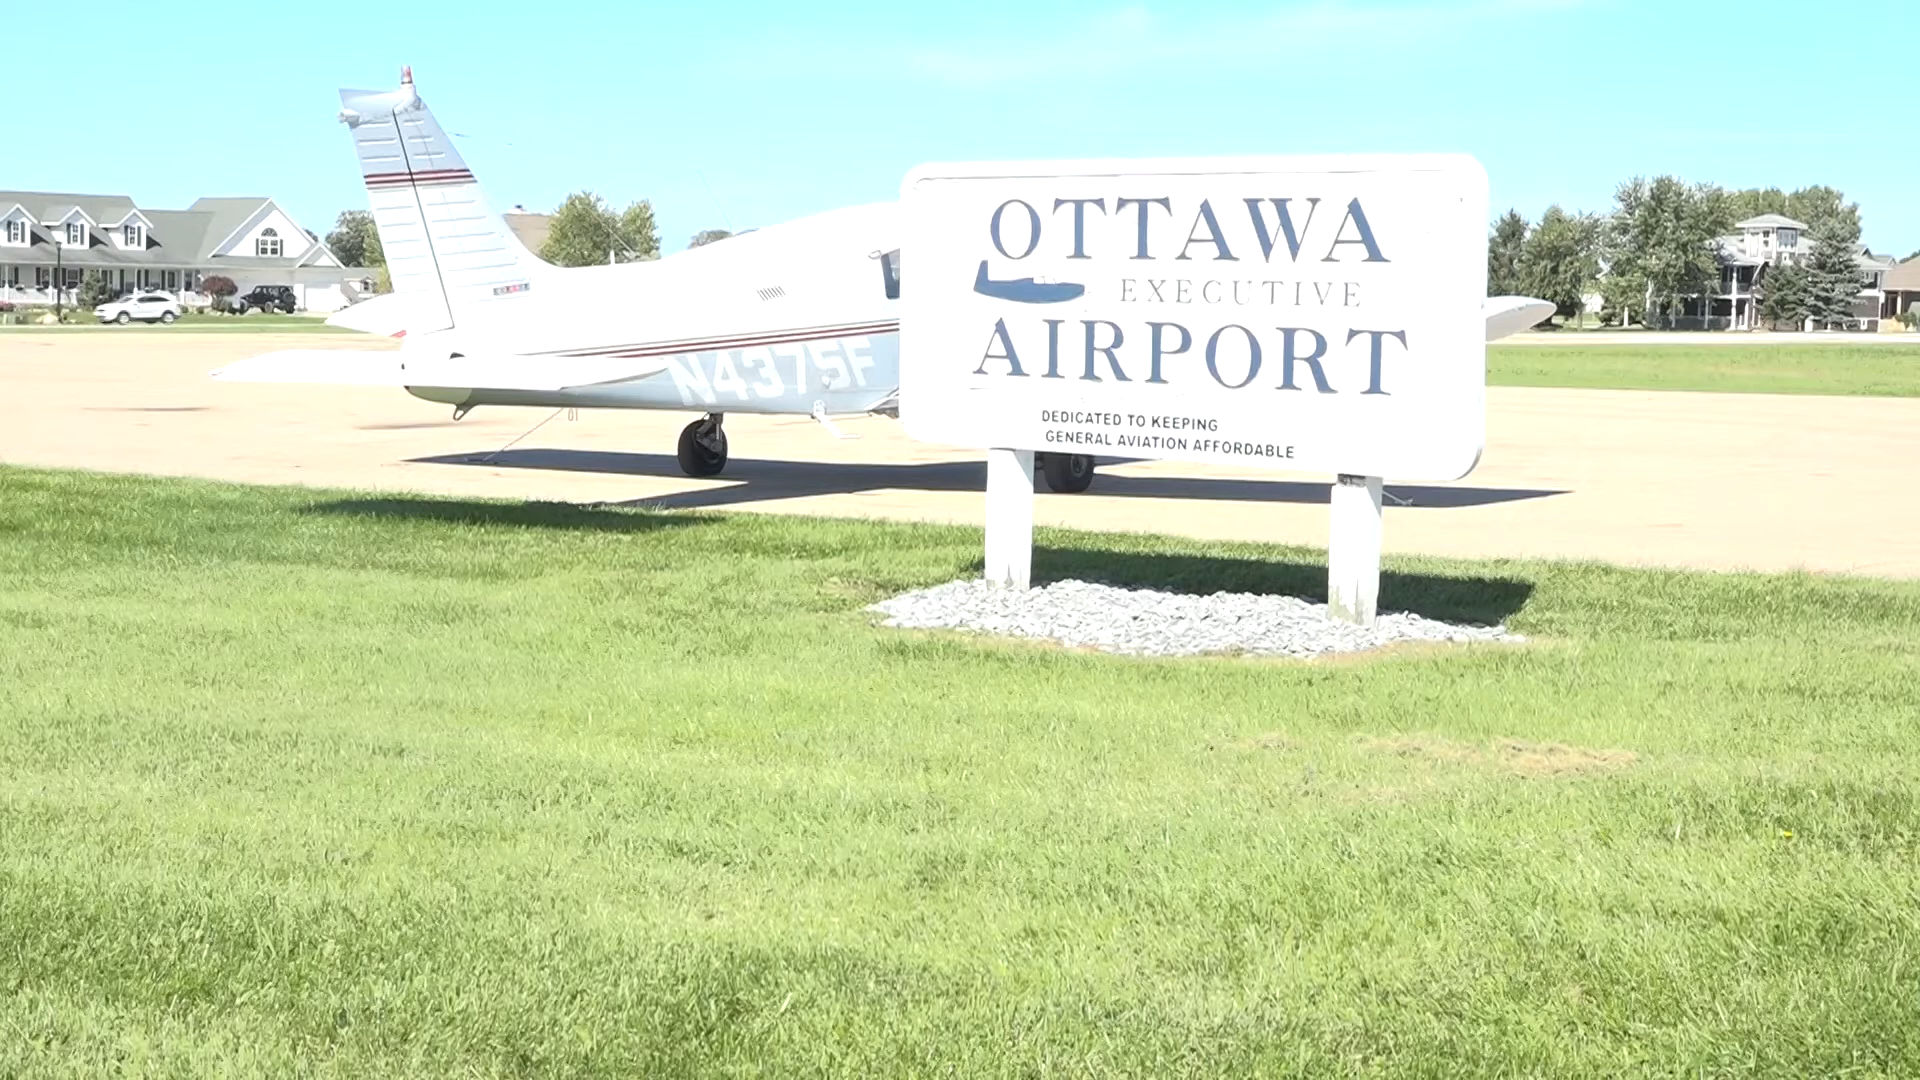 OTTAWA
EXECUTIVE
AIRPORT
DEDICATED TO KEEPING
GENERAL AVIATION AFFORDABLE
N4375F